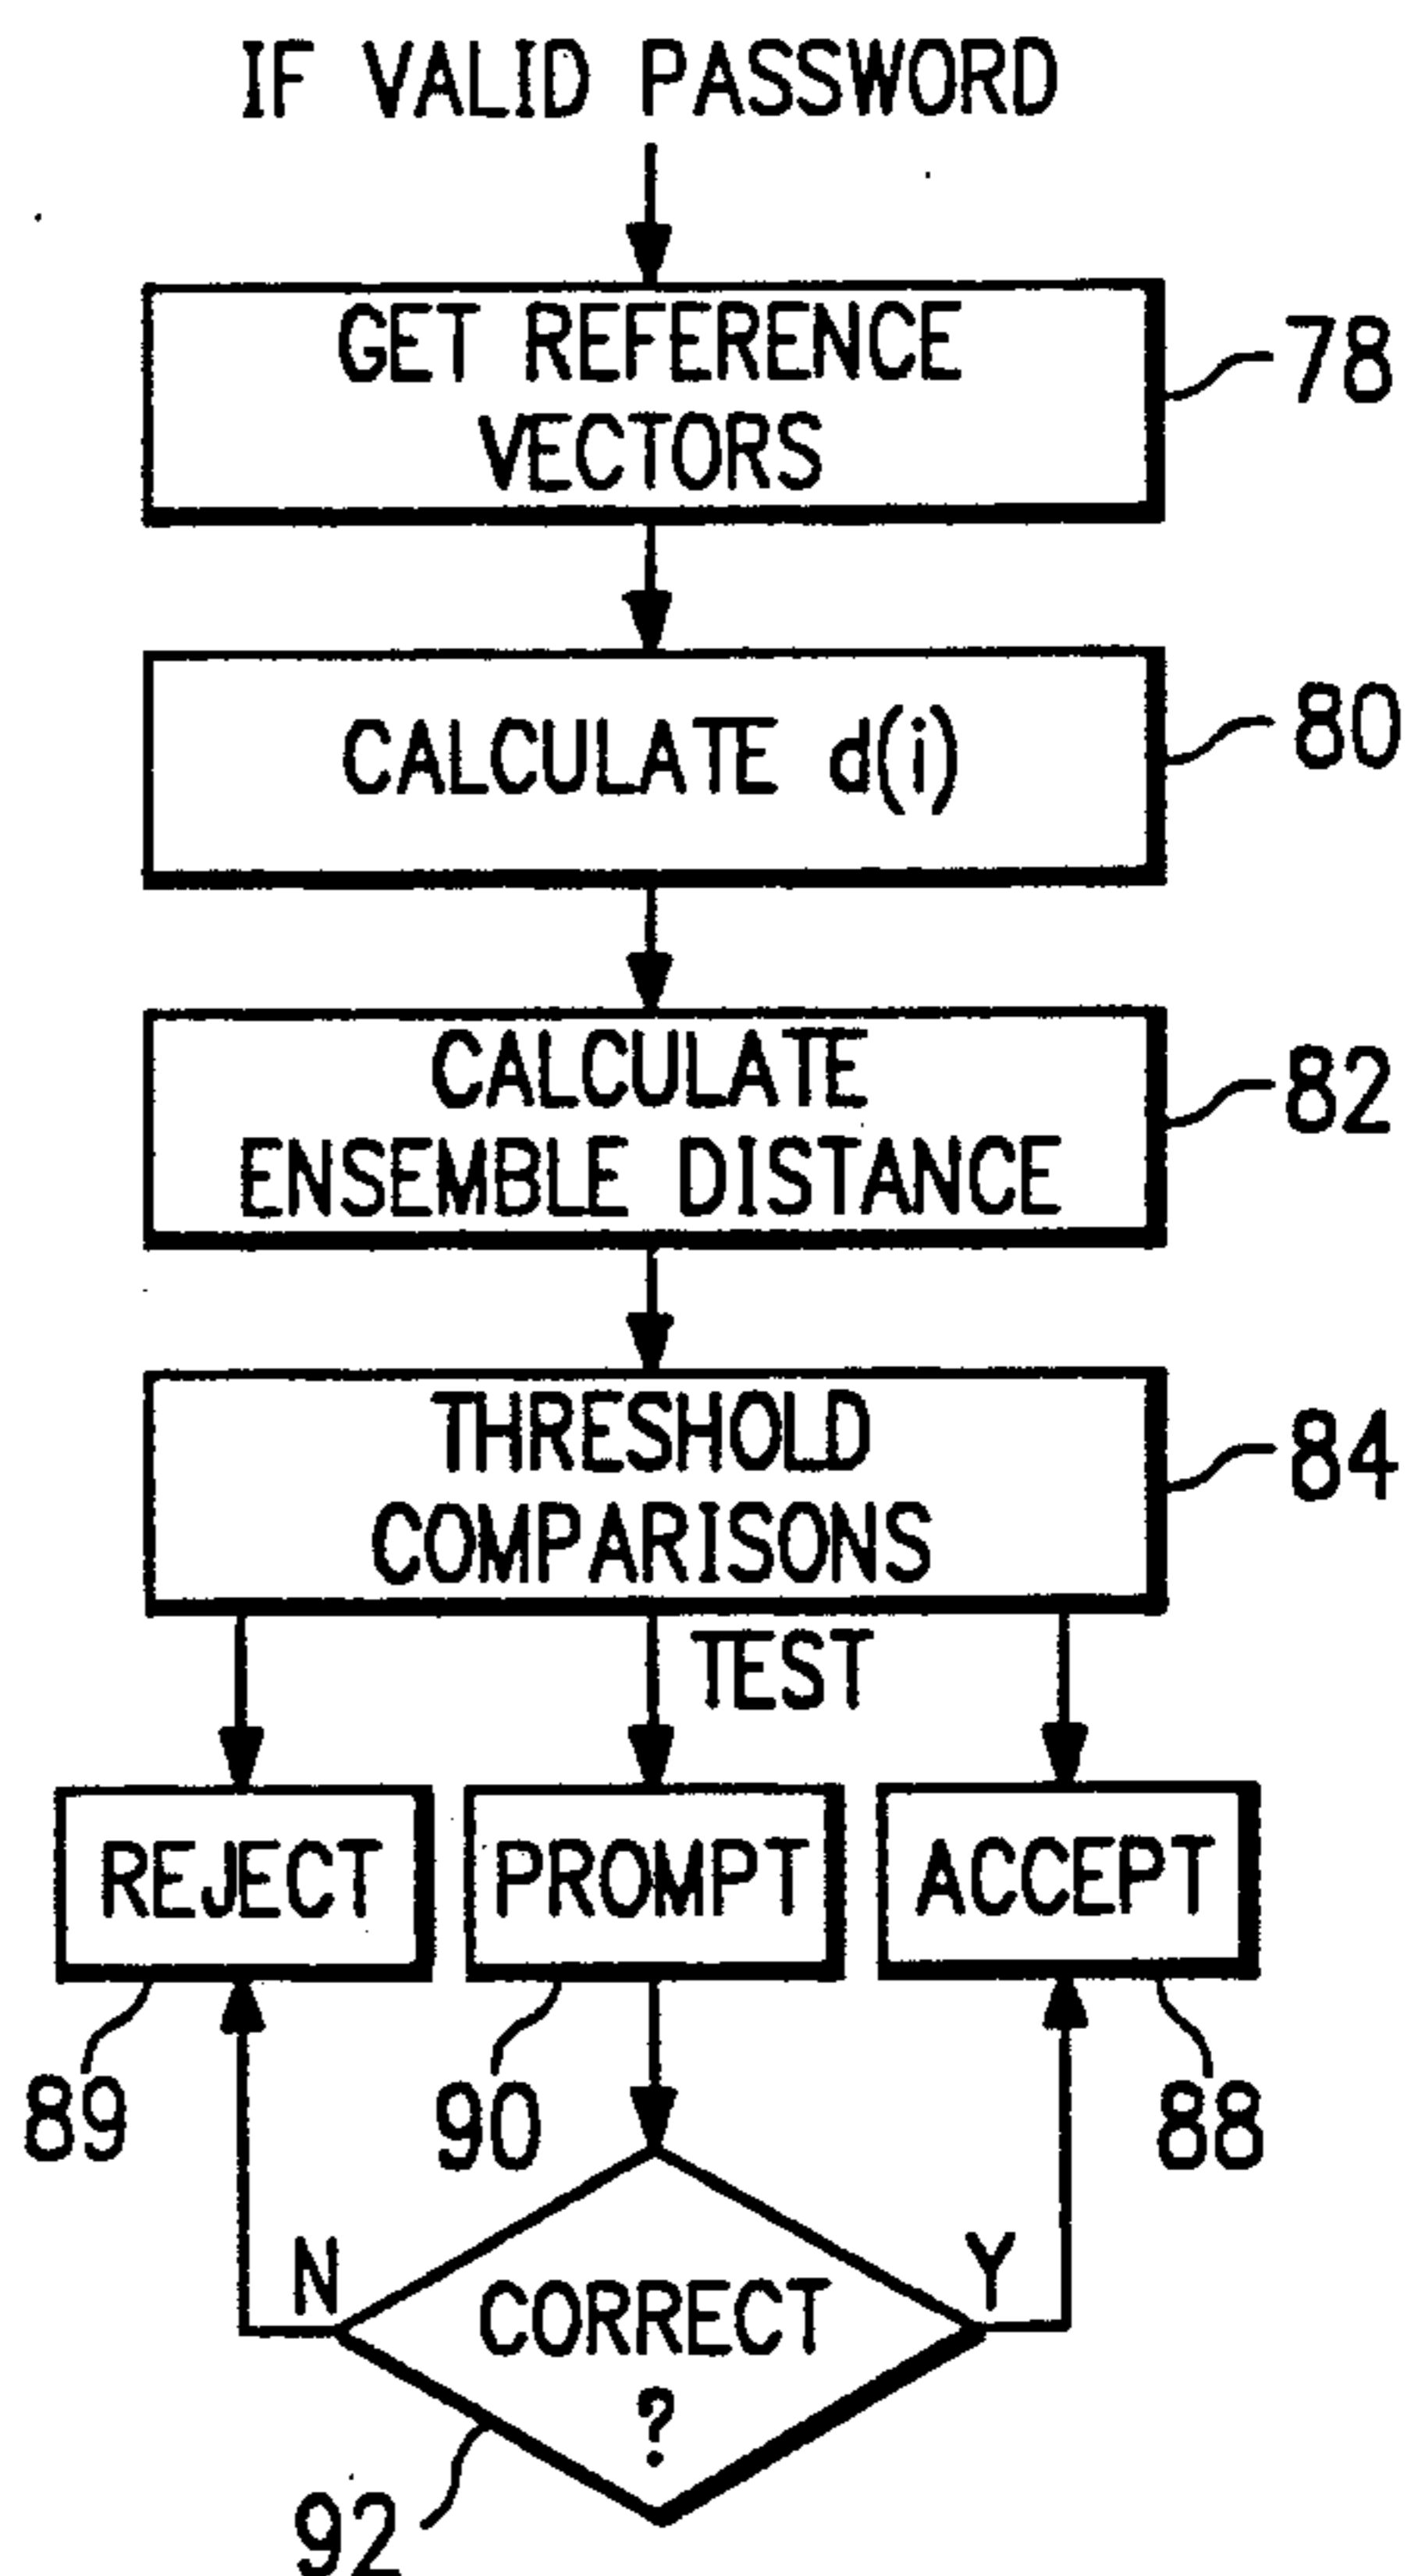 IF VALID PASSWORD
GET REFERENCE
VECTORS
78
CALCULATE d(i)
80
CALCULATE
ENSEMBLE DISTANCE
82
THRESHOLD
COMPARISONS
84
TEST
REJECT
PROMPT
ACCEPT
89
90
88
N
Y
CORRECT
?
92